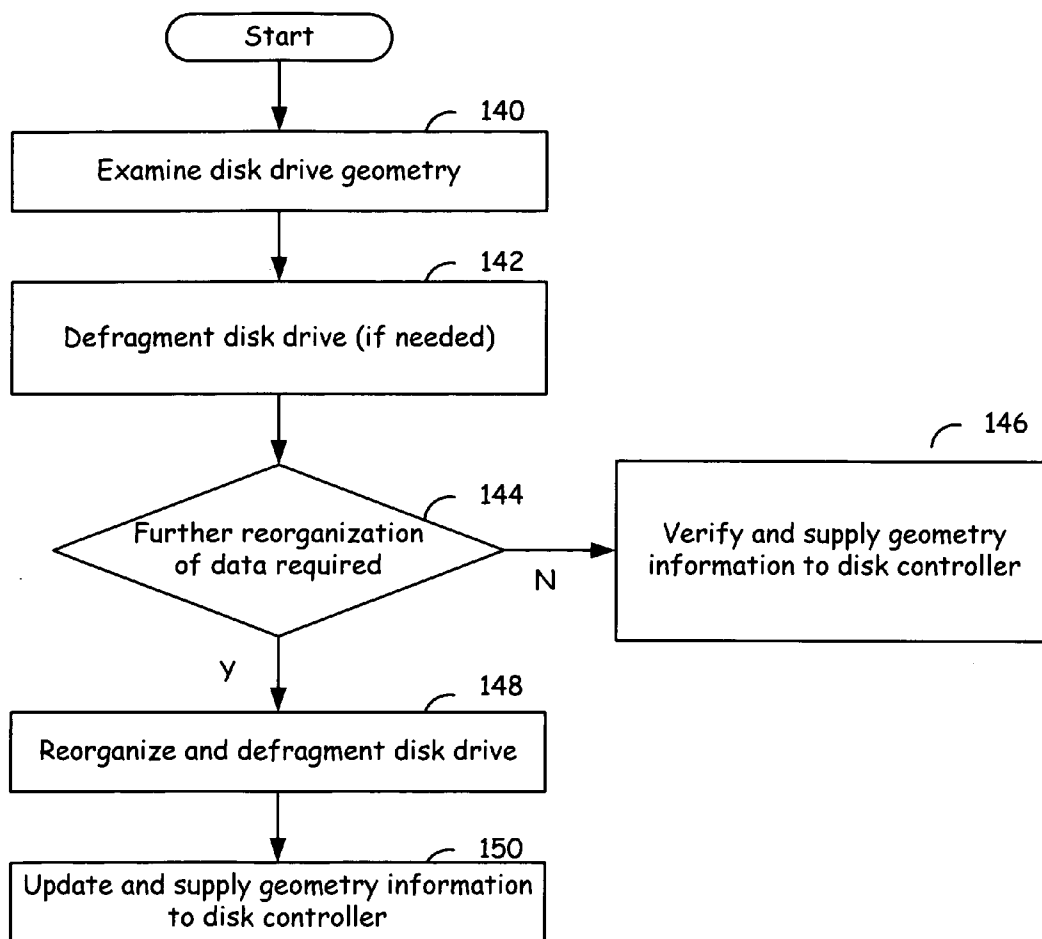 Start
140
Examine disk drive geometry
142
Defragment disk drive (if needed)
144
Further reorganization
of data required
N
146
Verify and supply geometry
information to disk controller
Y
148
Reorganize and defragment disk drive
150
Update and supply geometry information
to disk controller